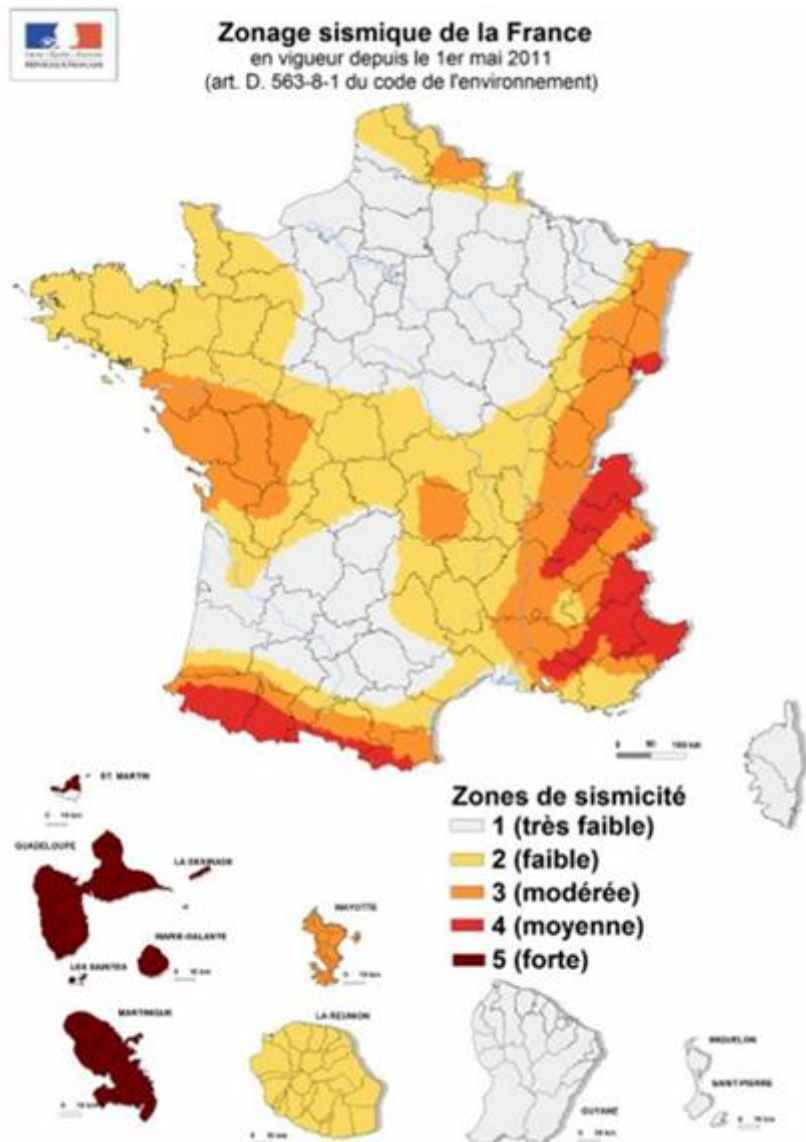 RÉPUBLIQUE FRANÇAISE
Zonage sismique de la France
en vigueur depuis le 1er mai 2011
(art. D. 563-8-1 du code de l'environnement)
Zones de sismicité
1 (très faible)
2 (faible)
3 (modérée)
4 (moyenne)
5 (forte)
ST. MARTIN
GUADELOUPE
LA DESIRADE
MARIE-GALANTE
LES SAINTES
MARTINIQUE
MAYOTTE
LA REUNION
GUYANE
MIQUELON
SAINT-PIERRE